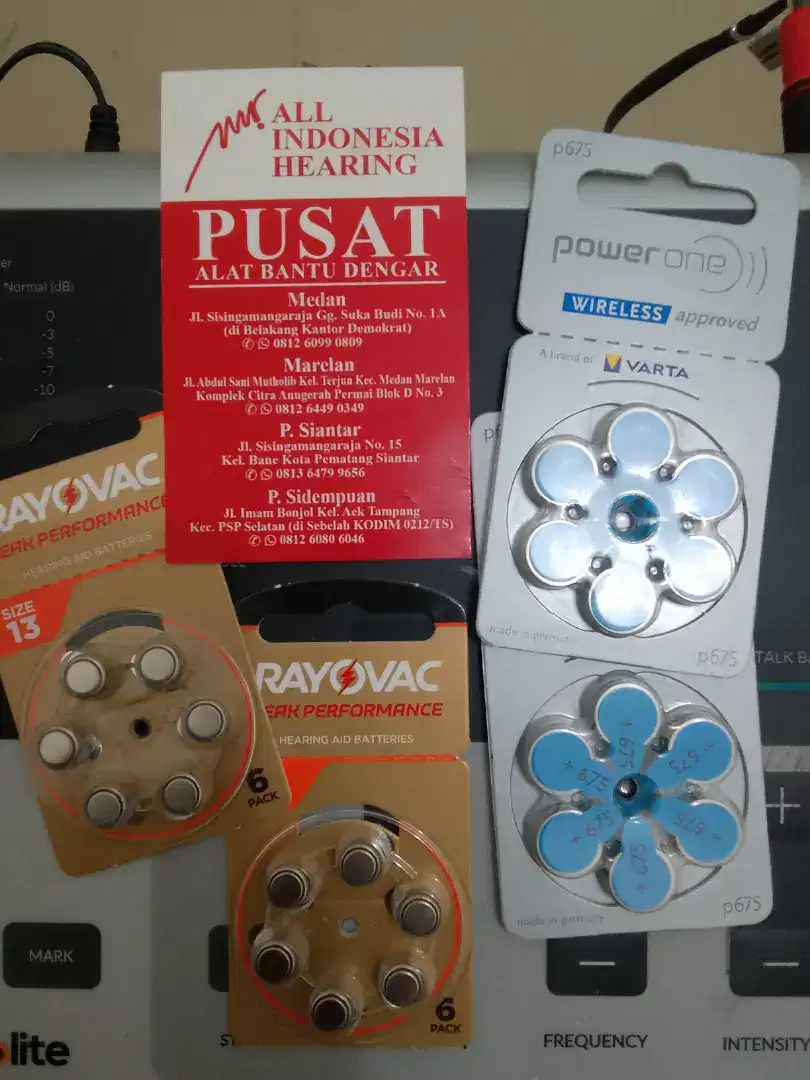 ALL
INDONESIA
HEARING
PUSAT
ALAT BANTU DENGAR
Medan
Jl. Sisingamangaraja Gg. Suka Budi No. 1A
(di Belakang Kantor Demokrat)
0812 6099 0809
Marelan
Jl. Abdul Sani Mutholib Kel. Terjun Kec. Medan Marelan
Komplek Citra Anugerah Permai Blok D No. 3
0812 6449 0349
P. Siantar
Jl. Sisingamangaraja No. 15
Kel. Bane Kota Pematang Siantar
0813 6479 9656
P. Sidempuan
Jl. Imam Bonjol Kel. Aek Tampang
Kec. PSP Selatan (di Sebelah KODIM 0212/TS)
0812 6080 6046
p675
power one
WIRELESS approved
A brand of VARTA
made in germany
p675
+ 675
+ 675
+ 675
+ 675
+ 675
+ 675
made in germany
p675
Normal (dB)
0
-3
-5
-7
-10
RAYOVAC
PEAK PERFORMANCE
HEARING AID BATTERIES
SIZE
13
6
PACK
RAYOVAC
PEAK PERFORMANCE
HEARING AID BATTERIES
6
PACK
TALK
MARK
FREQUENCY
INTENSITY
lite